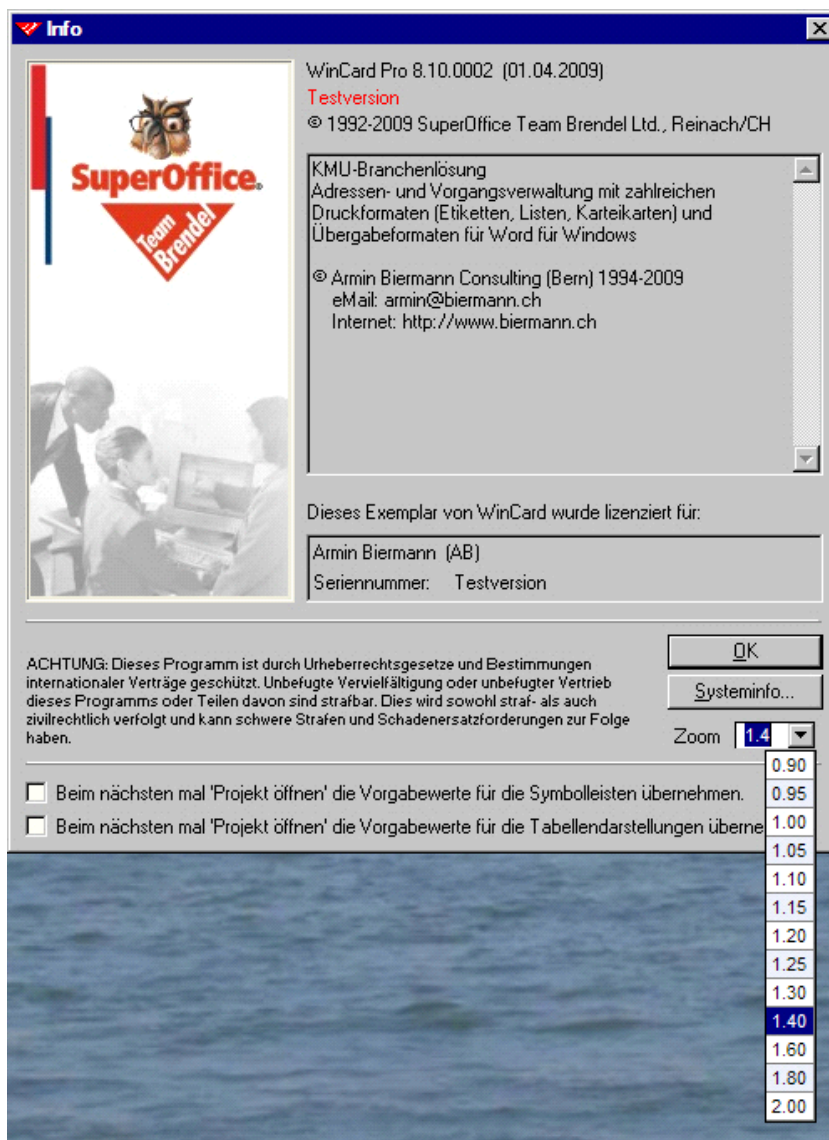 Info
WinCard Pro 8.10.0002 (01.04.2009)
Testversion
© 1992-2009 SuperOffice Team Brendel Ltd., Reinach/CH
SuperOffice®
Team
Brendel
KMU-Branchenlösung
Adressen- und Vorgangsverwaltung mit zahlreichen
Druckformaten (Etiketten, Listen, Karteikarten) und
Übergabeformaten für Word für Windows
© Armin Biermann Consulting (Bern) 1994-2009
eMail: armin@biermann.ch
Internet: http://www.biermann.ch
Dieses Exemplar von WinCard wurde lizenziert für:
Armin Biermann (AB)
Seriennummer: Testversion
ACHTUNG: Dieses Programm ist durch Urheberrechtsgesetze und Bestimmungen
internationaler Verträge geschützt. Unbefugte Vervielfältigung oder unbefugter Vertrieb
dieses Programms oder Teilen davon sind strafbar. Dies wird sowohl straf- als auch
zivilrechtlich verfolgt und kann schwere Strafen und Schadenersatzforderungen zur Folge
haben.
OK
Systeminfo...
Zoom 1.4
Beim nächsten mal 'Projekt öffnen' die Vorgabewerte für die Symbolleisten übernehmen.
Beim nächsten mal 'Projekt öffnen' die Vorgabewerte für die Tabellendarstellungen überne
0.90
0.95
1.00
1.05
1.10
1.15
1.20
1.25
1.30
1.40
1.60
1.80
2.00